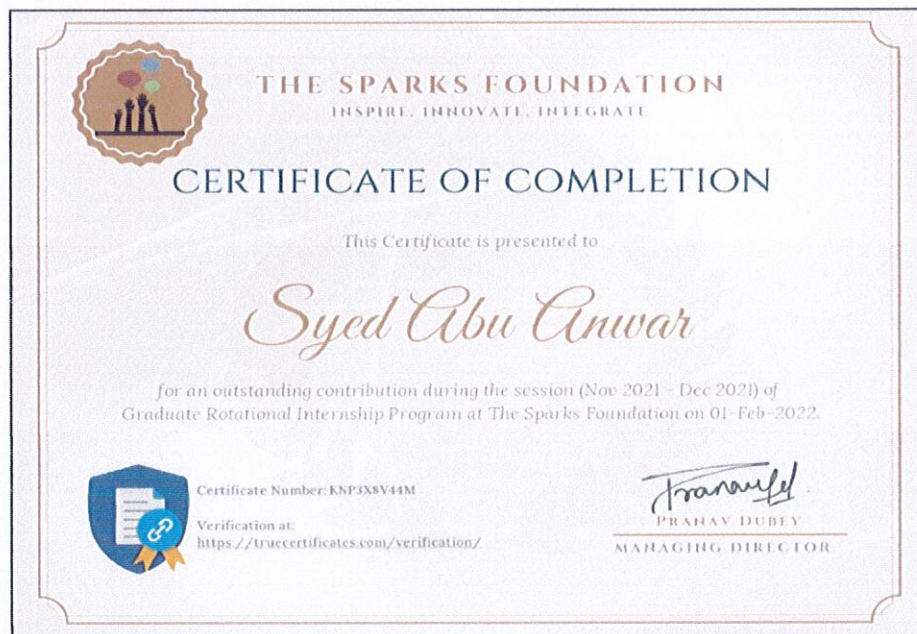 THE SPARKS FOUNDATION
INSPIRE, INNOVATE, INTEGRATE
CERTIFICATE OF COMPLETION
This Certificate is presented to
Syed Abu Anwar
for an outstanding contribution during the session (Nov 2021 - Dec 2021) of
Graduate Rotational Internship Program at The Sparks Foundation on 01-Feb-2022.
Certificate Number: KNP3X8V44M
Verification at:
https://truecertificates.com/verification/
PRANAV DUBEY
MANAGING DIRECTOR